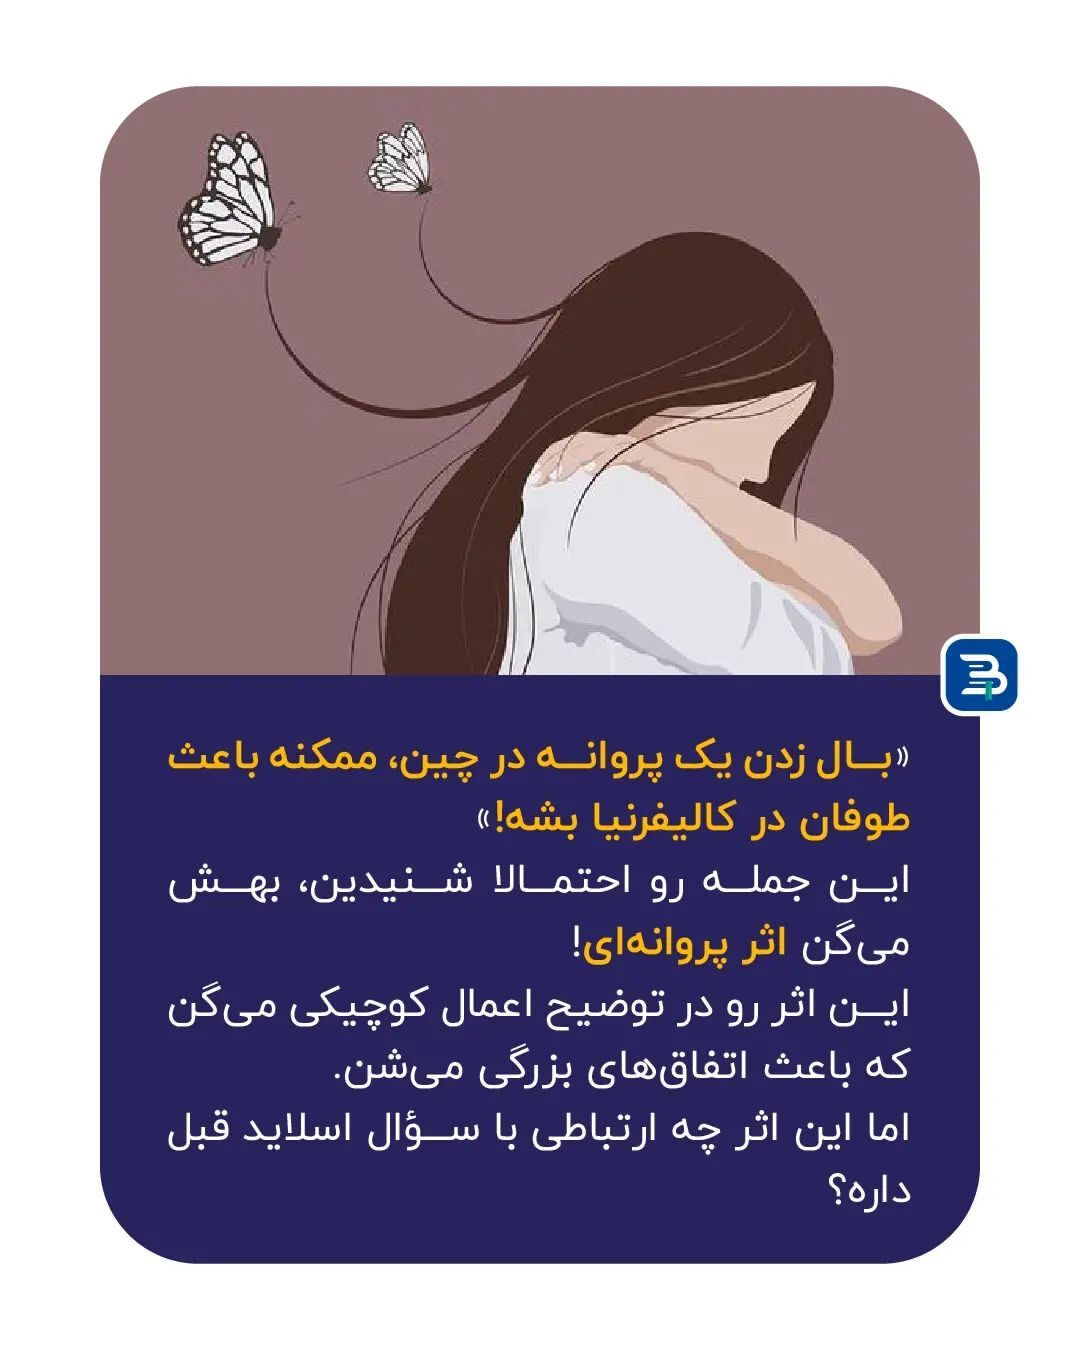 «بال زدن یک پروانه در چین، ممکنه باعث
طوفان در کالیفرنیا بشه!»
این جمله رو احتمالا شنیدین، بهش
می‌گن اثر پروانه‌ای!
این اثر رو در توضیح اعمال کوچیکی می‌گن
که باعث اتفاق‌های بزرگی می‌شن.
اما این اثر چه ارتباطی با سؤال اسلاید قبل
داره؟